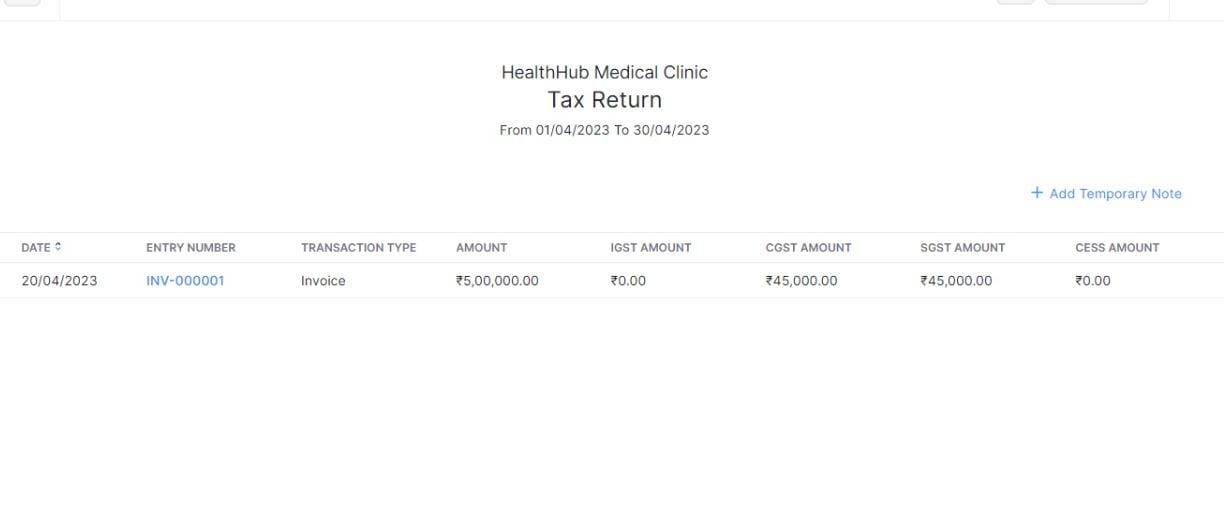 HealthHub Medical Clinic
Tax Return
From 01/04/2023 To 30/04/2023
+ Add Temporary Note
DATE ENTRY NUMBER TRANSACTION TYPE AMOUNT IGST AMOUNT CGST AMOUNT SGST AMOUNT CESS AMOUNT
20/04/2023 INV-000001 Invoice ₹5,00,000.00 ₹0.00 ₹45,000.00 ₹45,000.00 ₹0.00